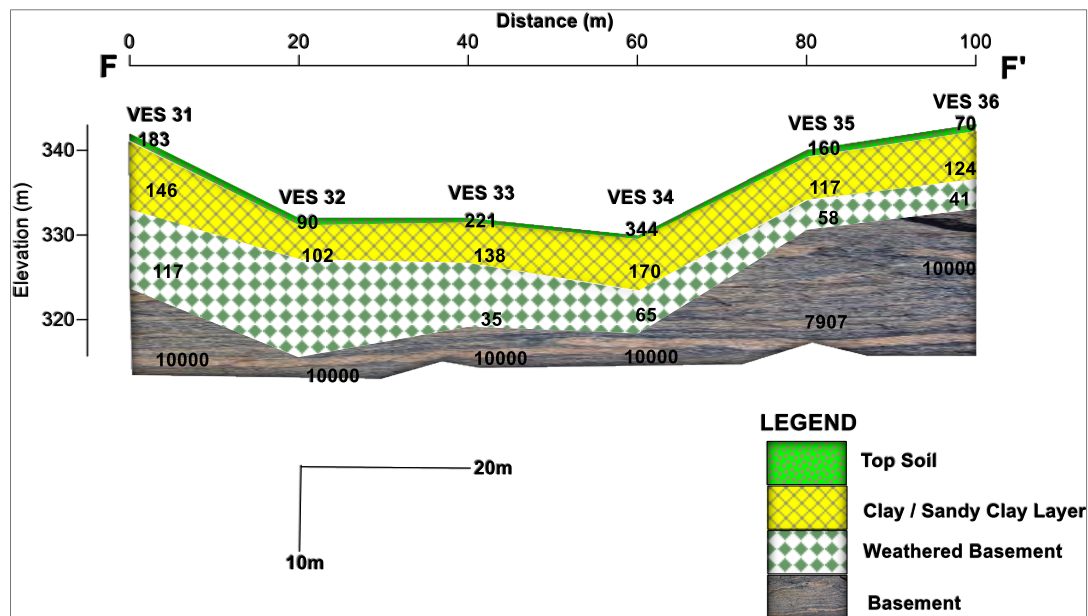 Distance (m)
0 20 40 60 80 100
F F'
VES 31 VES 32 VES 33 VES 34 VES 35 VES 36
183 90 221 344 160 70
146 102 138 170 117 124
117 35 65 58 41
10000 10000 10000 10000 7907 10000
Elevation (m)
340
330
320
20m
10m
LEGEND
Top Soil
Clay / Sandy Clay Layer
Weathered Basement
Basement